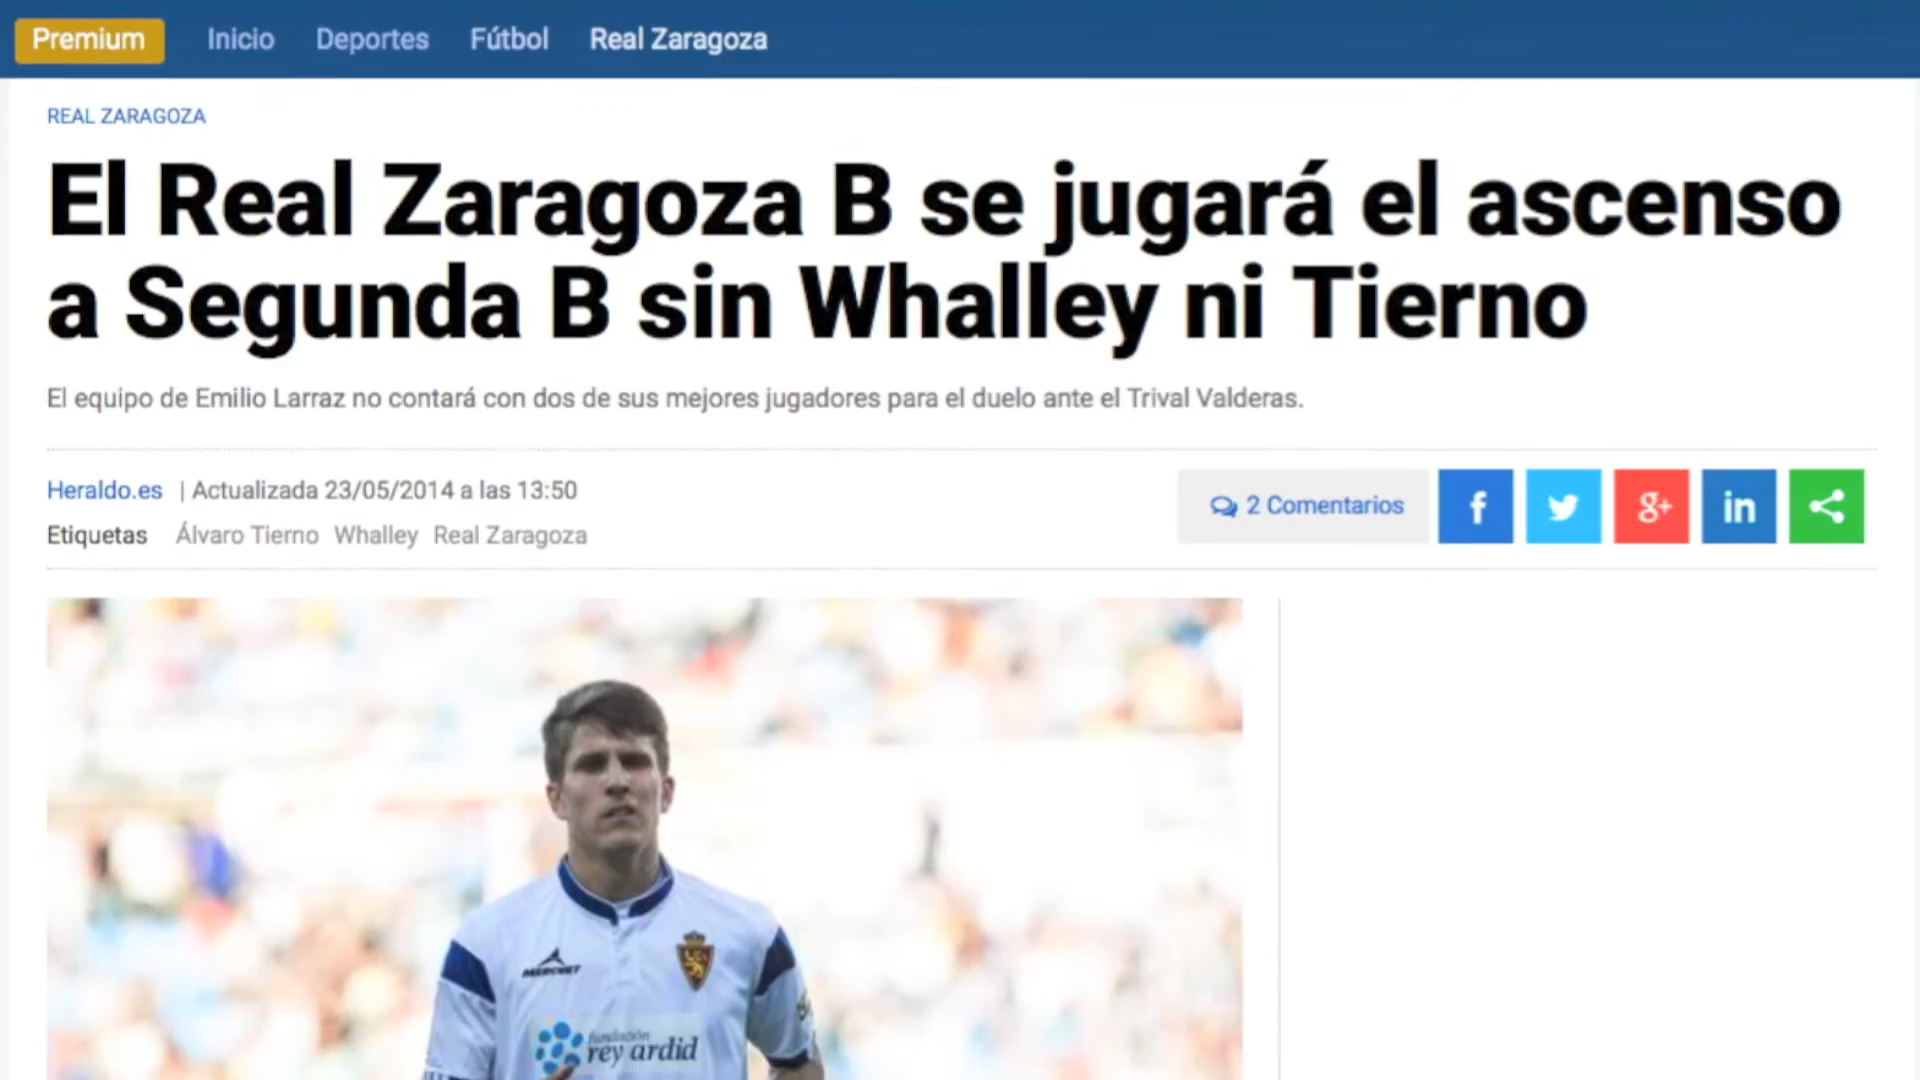 Premium Inicio Deportes Fútbol Real Zaragoza
REAL ZARAGOZA
El Real Zaragoza B se jugará el ascenso
a Segunda B sin Whalley ni Tierno
El equipo de Emilio Larraz no contará con dos de sus mejores jugadores para el duelo ante el Trival Valderas.
Heraldo.es | Actualizada 23/05/2014 a las 13:50
2 Comentarios
f
g+
in
Etiquetas Álvaro Tierno Whalley Real Zaragoza
MERCURY
fundación
rey ardid